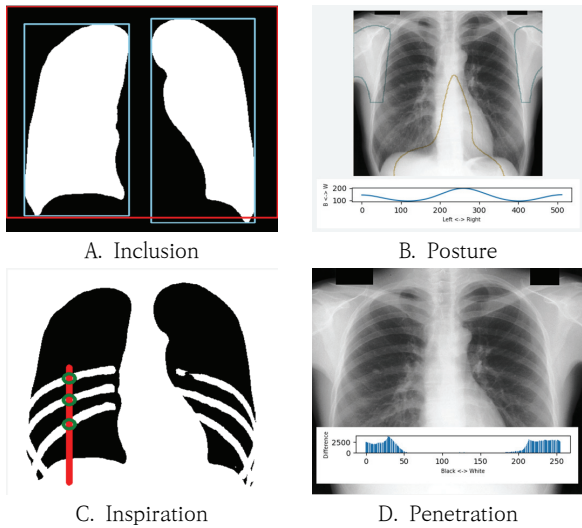 A. Inclusion
B <-> W
200
100
0 100 200 300 400 500
Left <-> Right
B. Posture
C. Inspiration
Difference
2500
0
0 50 100 150 200 250
Black <-> White
D. Penetration